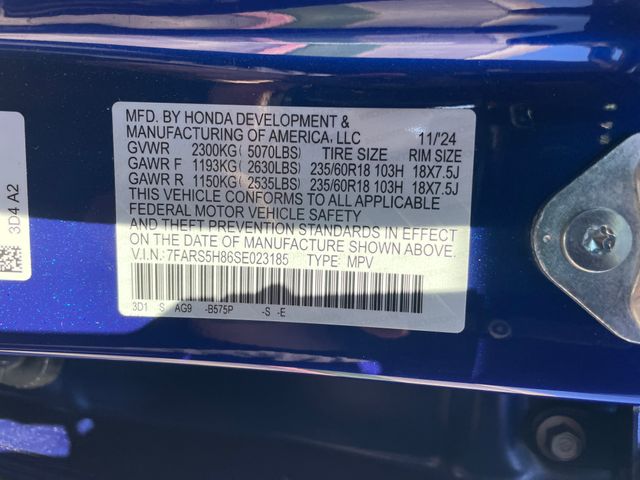 MFD. BY HONDA DEVELOPMENT &
MANUFACTURING OF AMERICA, LLC 11/'24
GVWR 2300KG ( 5070LBS) TIRE SIZE RIM SIZE
GAWR F 1193KG ( 2630LBS) 235/60R18 103H 18X7.5J
GAWR R 1150KG ( 2535LBS) 235/60R18 103H 18X7.5J
THIS VEHICLE CONFORMS TO ALL APPLICABLE
FEDERAL MOTOR VEHICLE SAFETY
AND THEFT PREVENTION STANDARDS IN EFFECT
ON THE DATE OF MANUFACTURE SHOWN ABOVE.
V.I.N: 7FARS5H86SE023185 TYPE: MPV
3D1 S AG9 -B575P -S -E
3D4 A2